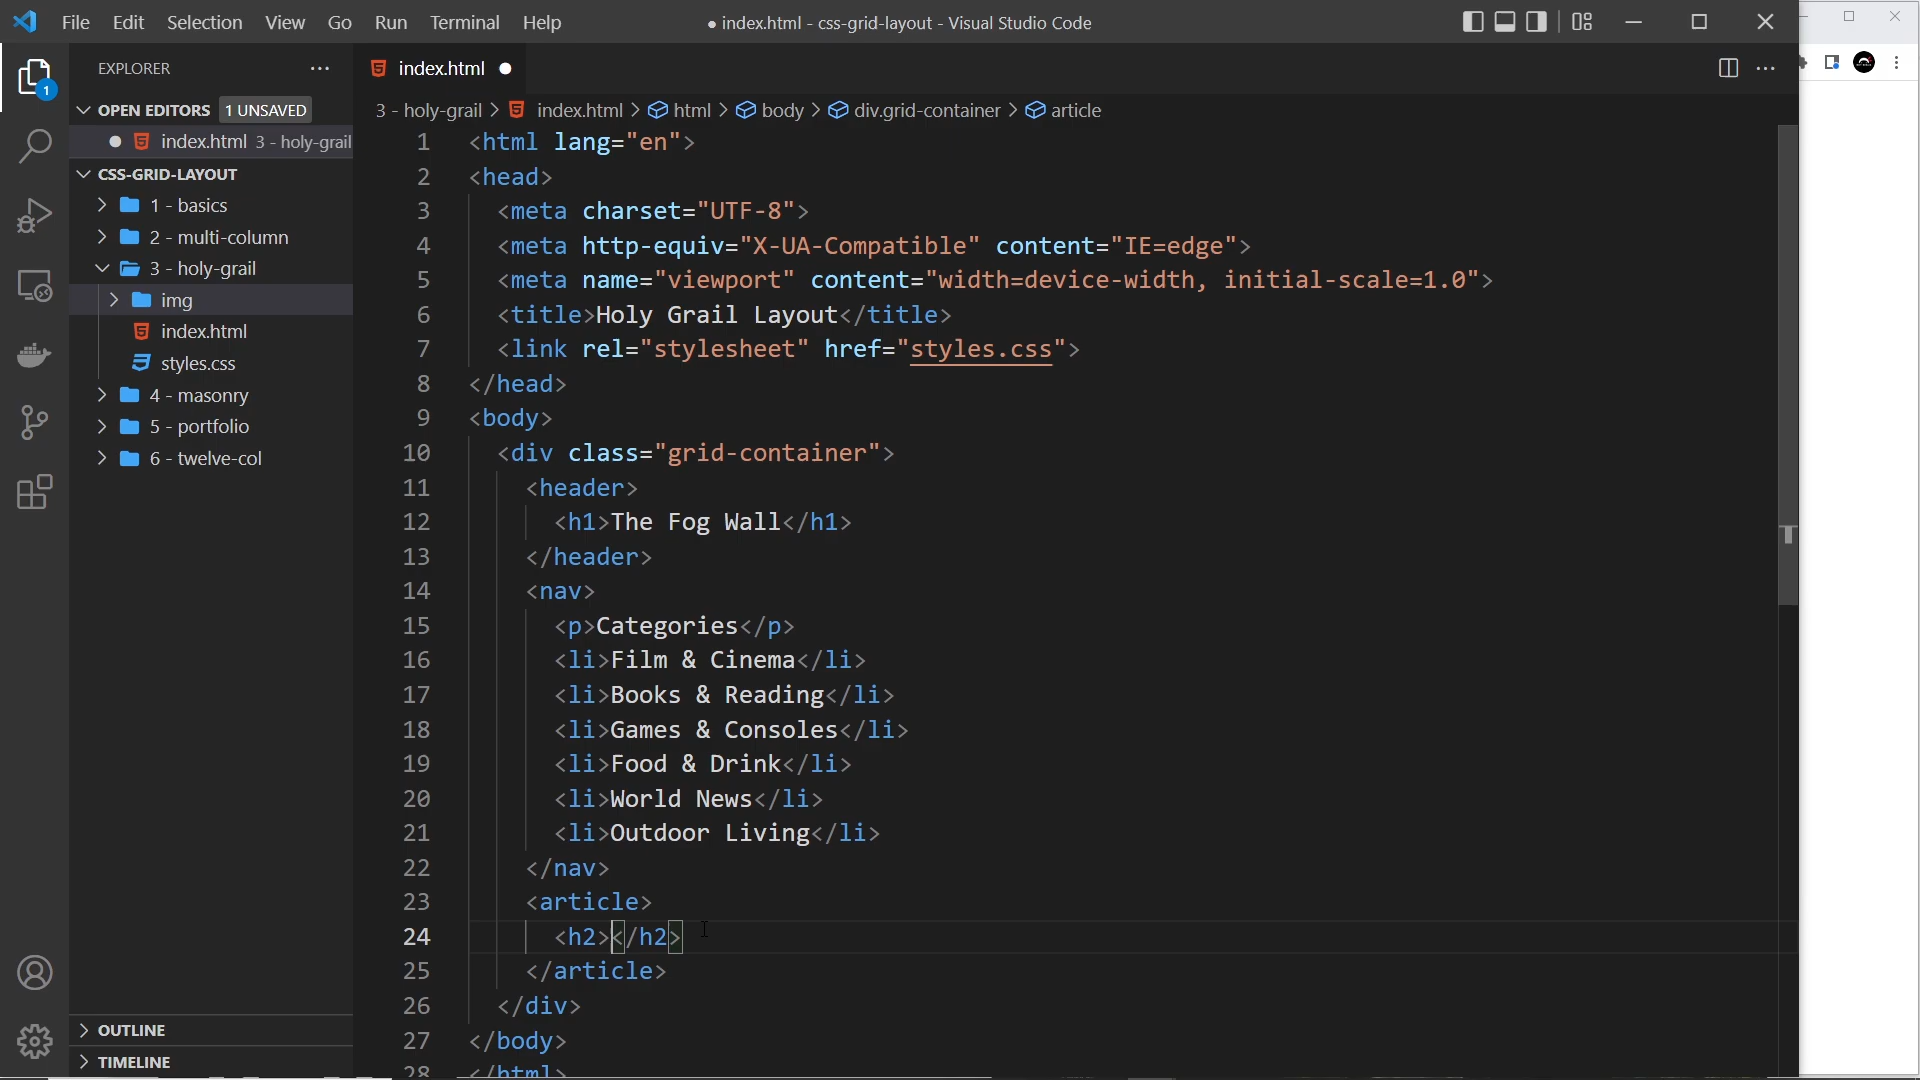 File Edit Selection View Go Run Terminal Help
● index.html - css-grid-layout - Visual Studio Code
EXPLORER
index.html
OPEN EDITORS 1 UNSAVED
index.html 3 - holy-grail
CSS-GRID-LAYOUT
1 - basics
2 - multi-column
3 - holy-grail
img
index.html
styles.css
4 - masonry
5 - portfolio
6 - twelve-col
OUTLINE
TIMELINE
1
3 - holy-grail > index.html > html > body > div.grid-container > article
1 <html lang="en">
2 <head>
3 <meta charset="UTF-8">
4 <meta http-equiv="X-UA-Compatible" content="IE=edge">
5 <meta name="viewport" content="width=device-width, initial-scale=1.0">
6 <title>Holy Grail Layout</title>
7 <link rel="stylesheet" href="styles.css">
8 </head>
9 <body>
10 <div class="grid-container">
11 <header>
12 <h1>The Fog Wall</h1>
13 </header>
14 <nav>
15 <p>Categories</p>
16 <li>Film & Cinema</li>
17 <li>Books & Reading</li>
18 <li>Games & Consoles</li>
19 <li>Food & Drink</li>
20 <li>World News</li>
21 <li>Outdoor Living</li>
22 </nav>
23 <article>
24 <h2></h2>
25 </article>
26 </div>
27 </body>
28 </html>